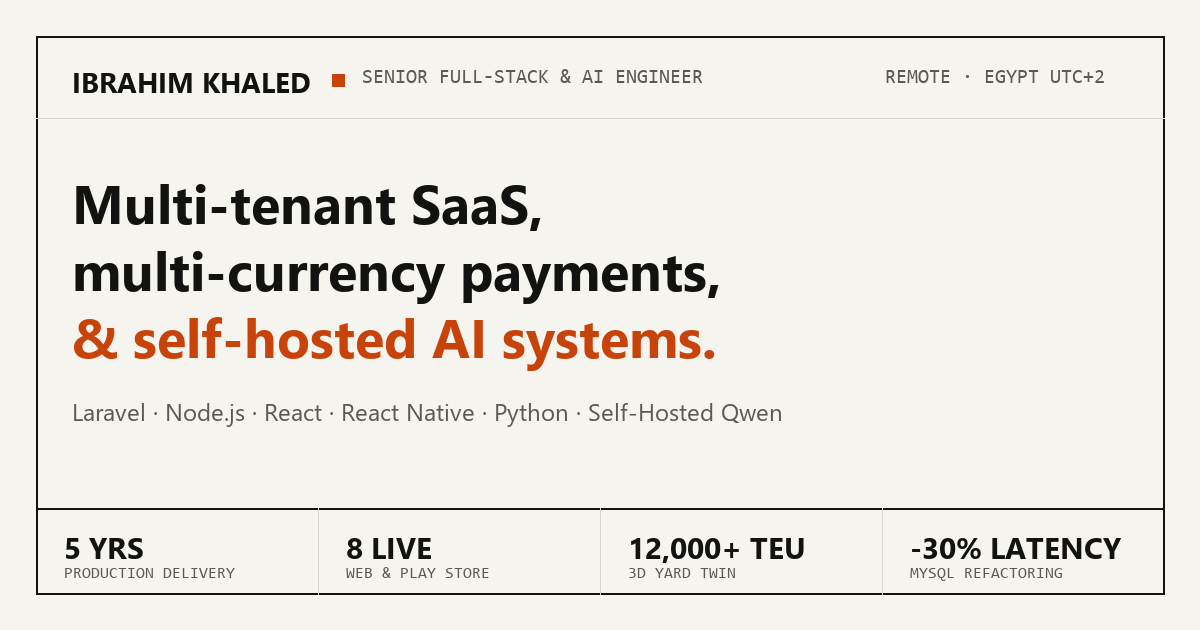 IBRAHIM KHALED SENIOR FULL-STACK & AI ENGINEER REMOTE · EGYPT UTC+2
Multi-tenant SaaS,
multi-currency payments,
& self-hosted AI systems.
Laravel · Node.js · React · React Native · Python · Self-Hosted Qwen
5 YRS
PRODUCTION DELIVERY
8 LIVE
WEB & PLAY STORE
12,000+ TEU
3D YARD TWIN
-30% LATENCY
MYSQL REFACTORING